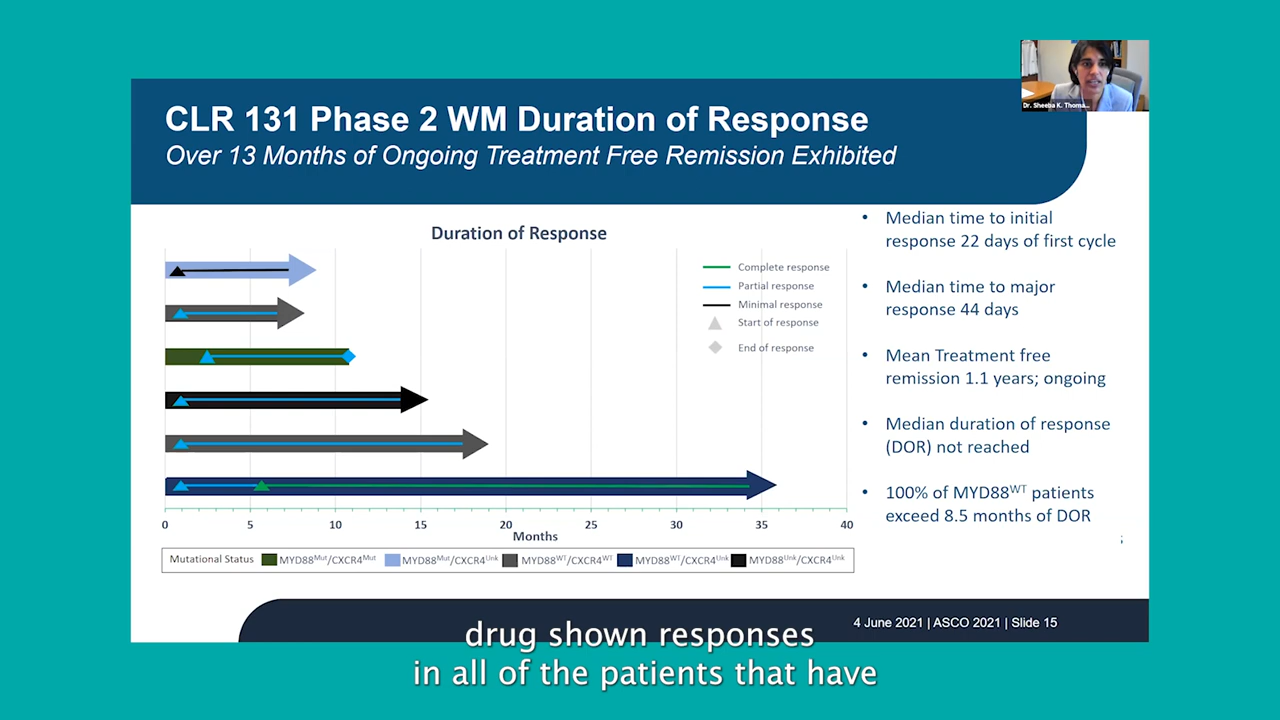 Dr. Sheeba K. Thoma...
CLR 131 Phase 2 WM Duration of Response
Over 13 Months of Ongoing Treatment Free Remission Exhibited
Duration of Response
Complete response
Partial response
Minimal response
Start of response
End of response
0 5 10 15 20 25 30 35 40
Months
Mutational Status MYD88Mut/CXCR4Mut MYD88Mut/CXCR4Unk MYD88WT/CXCR4WT MYD88WT/CXCR4Unk MYD88Unk/CXCR4Unk
• Median time to initial
response 22 days of first cycle
• Median time to major
response 44 days
• Mean Treatment free
remission 1.1 years; ongoing
• Median duration of response
(DOR) not reached
• 100% of MYD88WT patients
exceed 8.5 months of DOR
4 June 2021 | ASCO 2021 | Slide 15
drug shown responses
in all of the patients that have